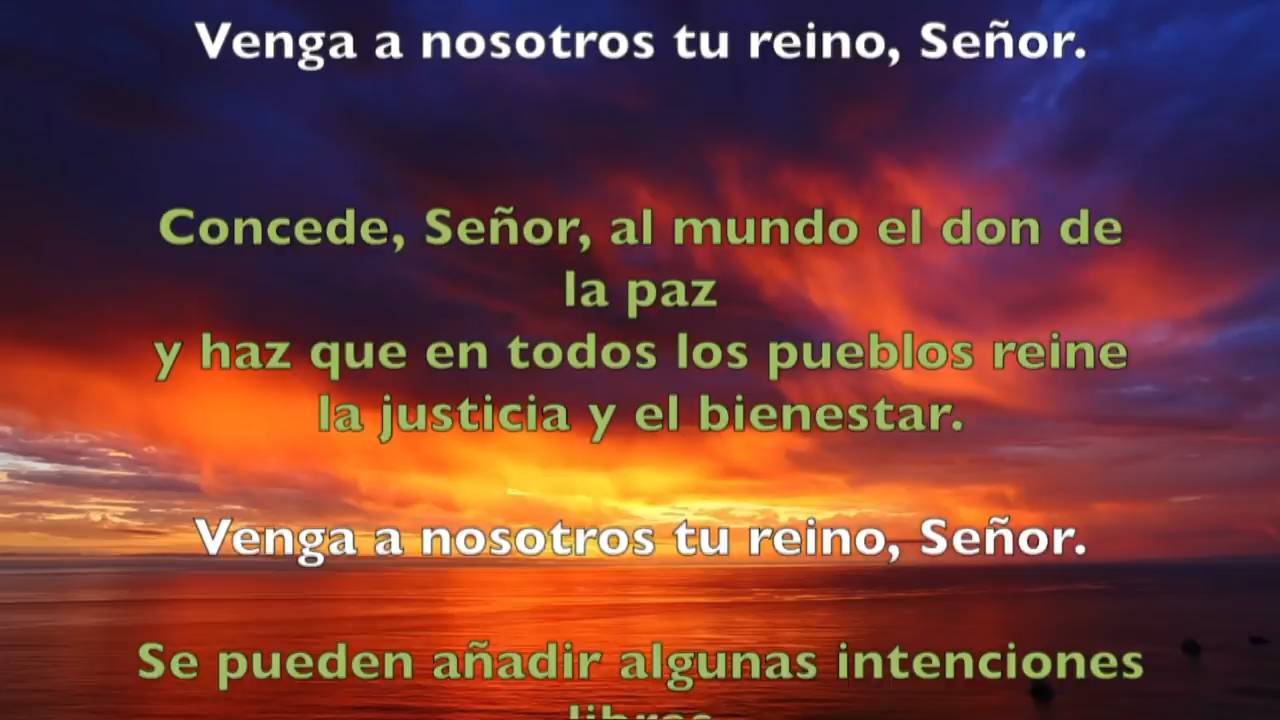 Venga a nosotros tu reino, Señor.
Concede, Señor, al mundo el don de
la paz
y haz que en todos los pueblos reine
la justicia y el bienestar.
Venga a nosotros tu reino, Señor.
Se pueden añadir algunas intenciones